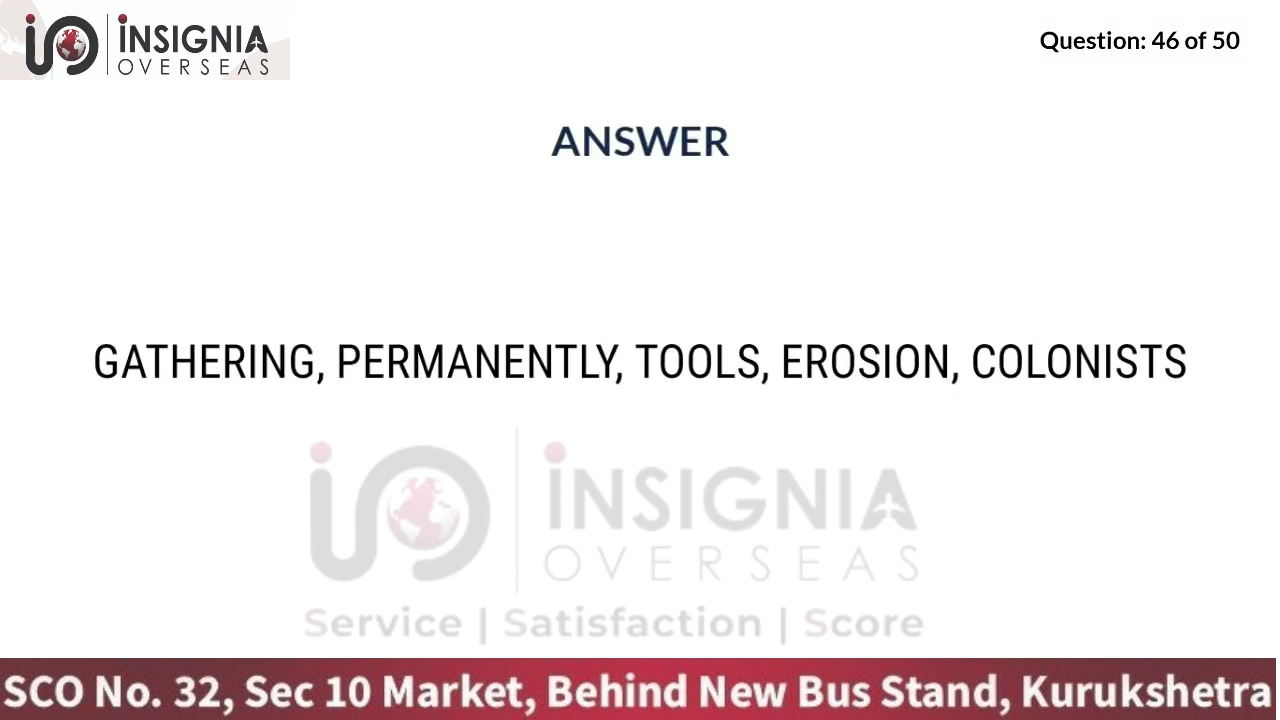 INSIGNIA
OVERSEAS
Question: 46 of 50
ANSWER
GATHERING, PERMANENTLY, TOOLS, EROSION, COLONISTS
INSIGNIA
OVERSEAS
Service | Satisfaction | Score
SCO No. 32, Sec 10 Market, Behind New Bus Stand, Kurukshetra